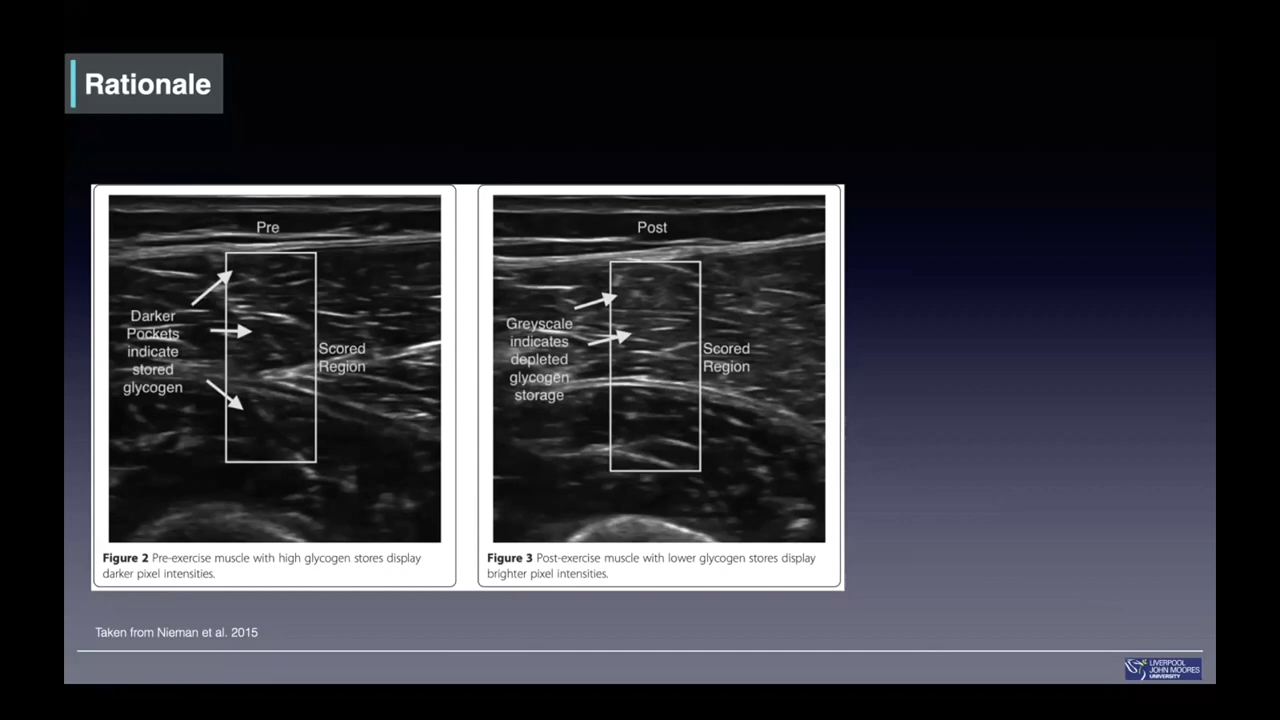 Rationale
Pre
Darker
Pockets
indicate
stored
glycogen
Scored
Region
Post
Greyscale
indicates
depleted
glycogen
storage
Scored
Region
Figure 2 Pre-exercise muscle with high glycogen stores display
darker pixel intensities.
Figure 3 Post-exercise muscle with lower glycogen stores display
brighter pixel intensities.
Taken from Nieman et al. 2015
LIVERPOOL
JOHN MOORES
UNIVERSITY